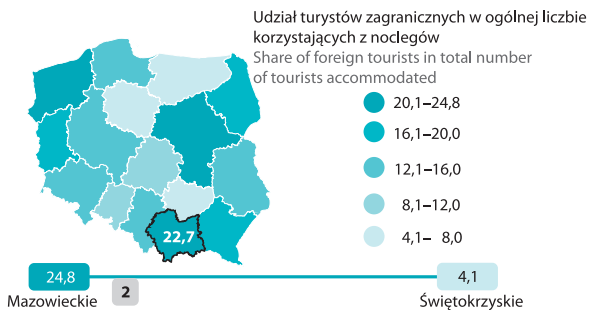 Udział turystów zagranicznych w ogólnej liczbie
korzystających z noclegów
Share of foreign tourists in total number
of tourists accommodated
20,1–24,8
16,1–20,0
12,1–16,0
8,1–12,0
4,1– 8,0
22,7
24,8
4,1
Mazowieckie
2
Świętokrzyskie